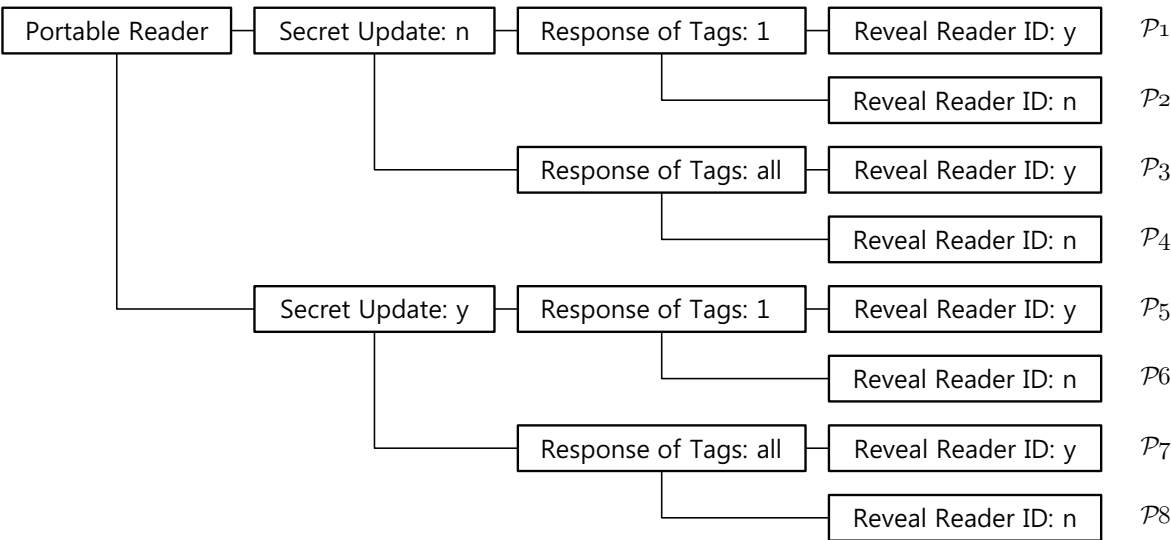 Portable Reader Secret Update: n Response of Tags: 1 Reveal Reader ID: y 𝒫1
Reveal Reader ID: n 𝒫2
Response of Tags: all Reveal Reader ID: y 𝒫3
Reveal Reader ID: n 𝒫4
Secret Update: y Response of Tags: 1 Reveal Reader ID: y 𝒫5
Reveal Reader ID: n 𝒫6
Response of Tags: all Reveal Reader ID: y 𝒫7
Reveal Reader ID: n 𝒫8